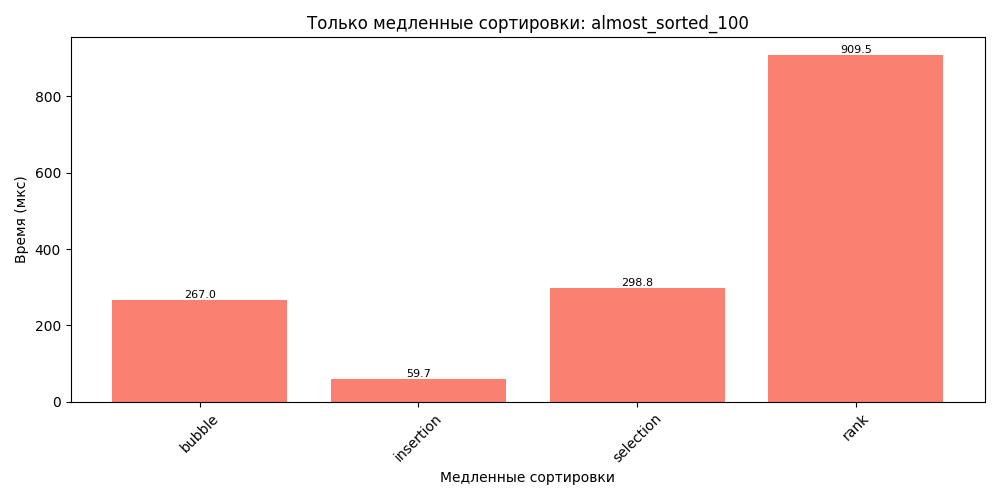 Только медленные сортировки: almost_sorted_100
909.5
800
600
Время (мкс)
400
298.8
267.0
200
59.7
0
bubble
insertion
selection
rank
Медленные сортировки